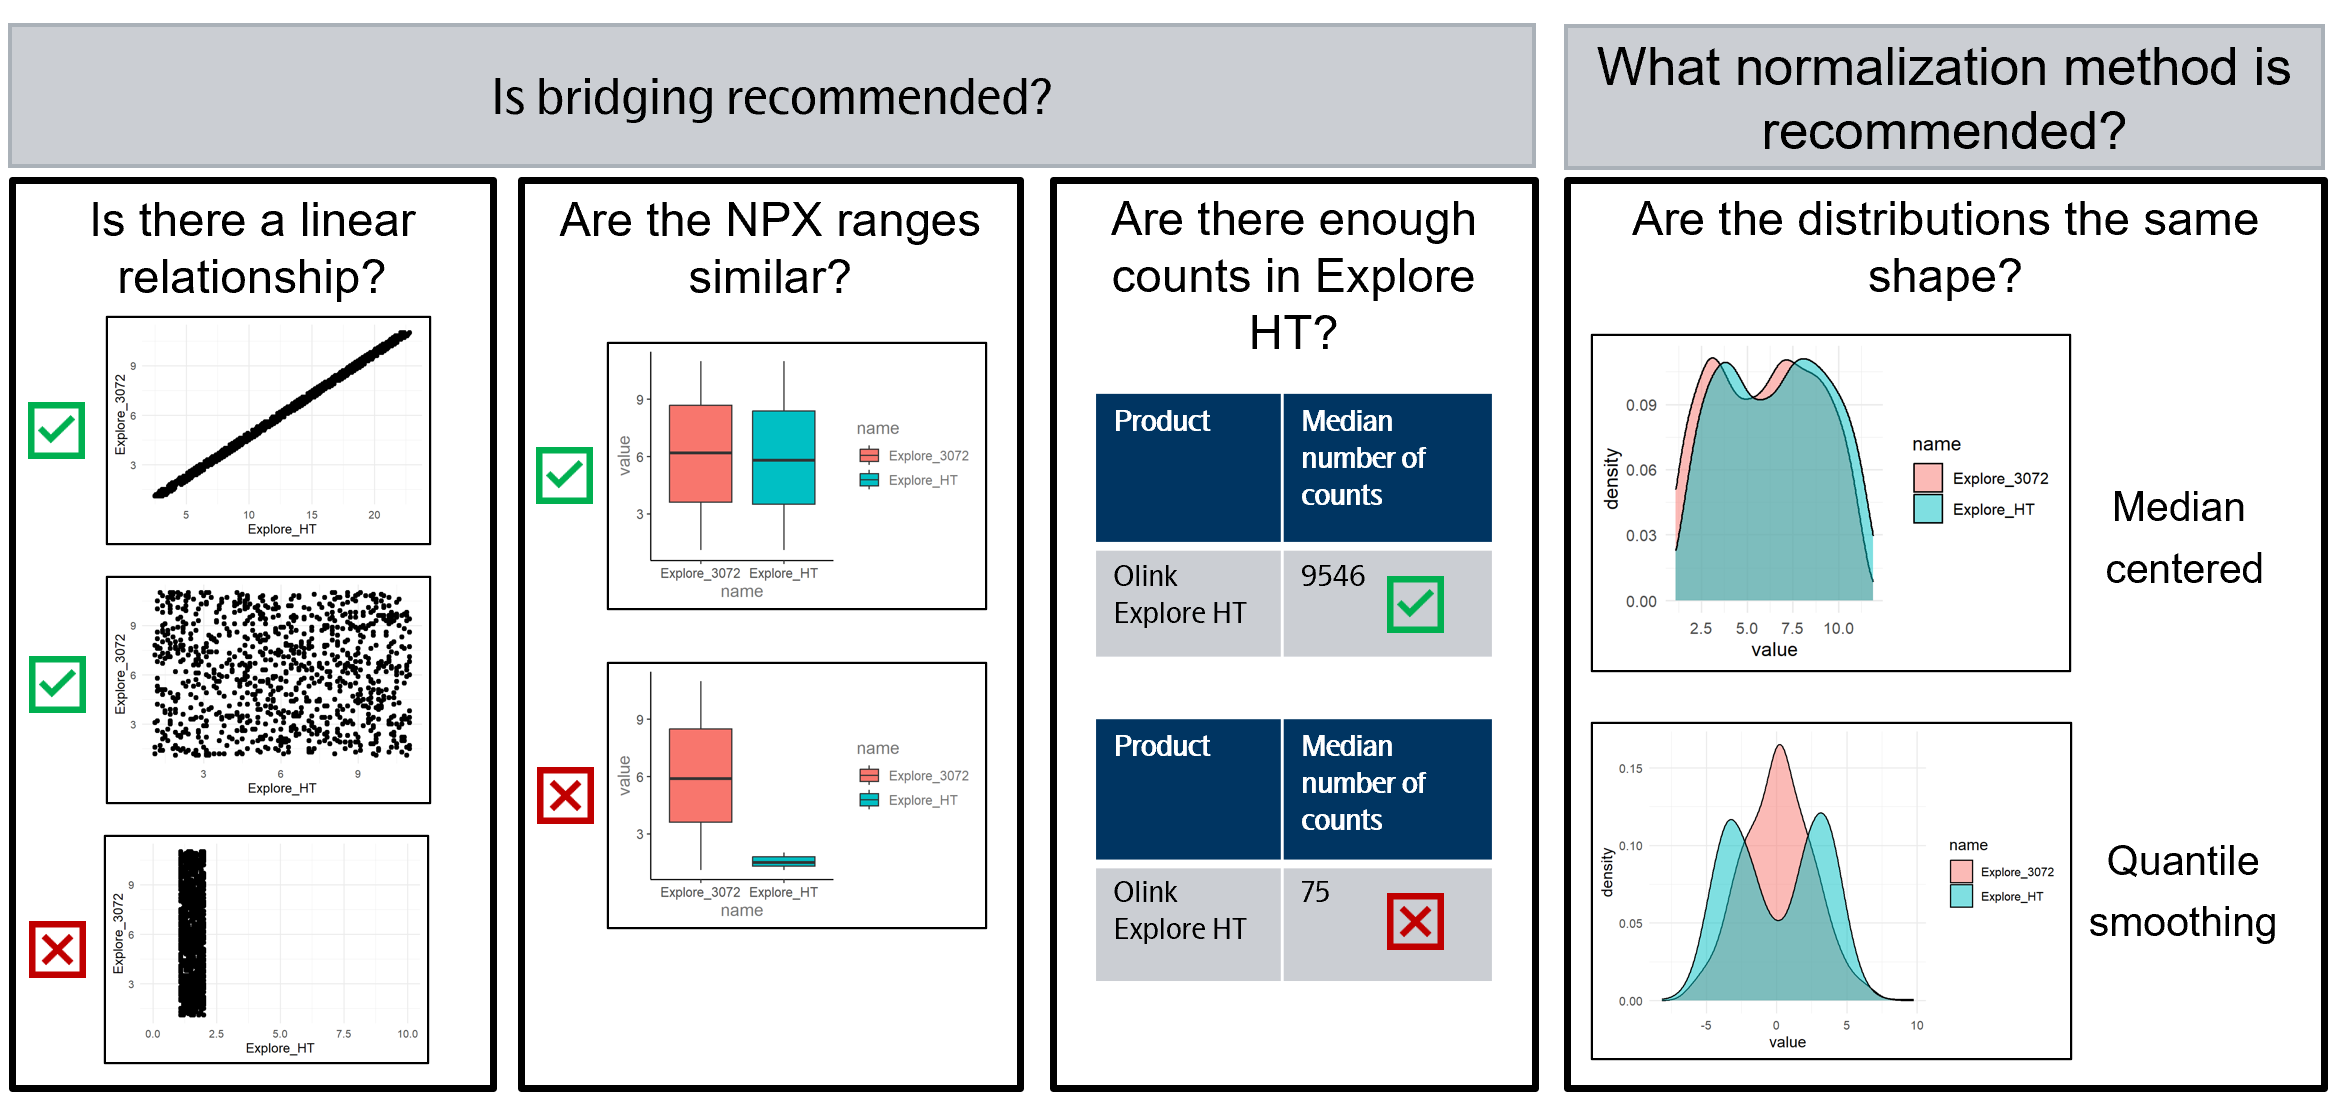 Is bridging recommended?
What normalization method is
recommended?
Is there a linear
relationship?
Explore_3072
9
6
3
5
10
15
20
Explore_HT
Explore_3072
9
6
3
3
6
9
Explore_HT
Explore_3072
9
6
3
0.0
2.5
5.0
7.5
10.0
Explore_HT
Are the NPX ranges
similar?
value
9
6
3
Explore_3072
Explore_HT
name
name
Explore_3072
Explore_HT
value
9
6
3
Explore_3072
Explore_HT
name
name
Explore_3072
Explore_HT
Are there enough
counts in Explore
HT?
Product
Median
number of
counts
Olink
Explore HT
9546
Product
Median
number of
counts
Olink
Explore HT
75
Are the distributions the same
shape?
density
0.09
0.06
0.03
0.00
2.5
5.0
7.5
10.0
value
name
Explore_3072
Explore_HT
Median
centered
density
0.15
0.10
0.05
0.00
-5
0
5
10
value
name
Explore_3072
Explore_HT
Quantile
smoothing